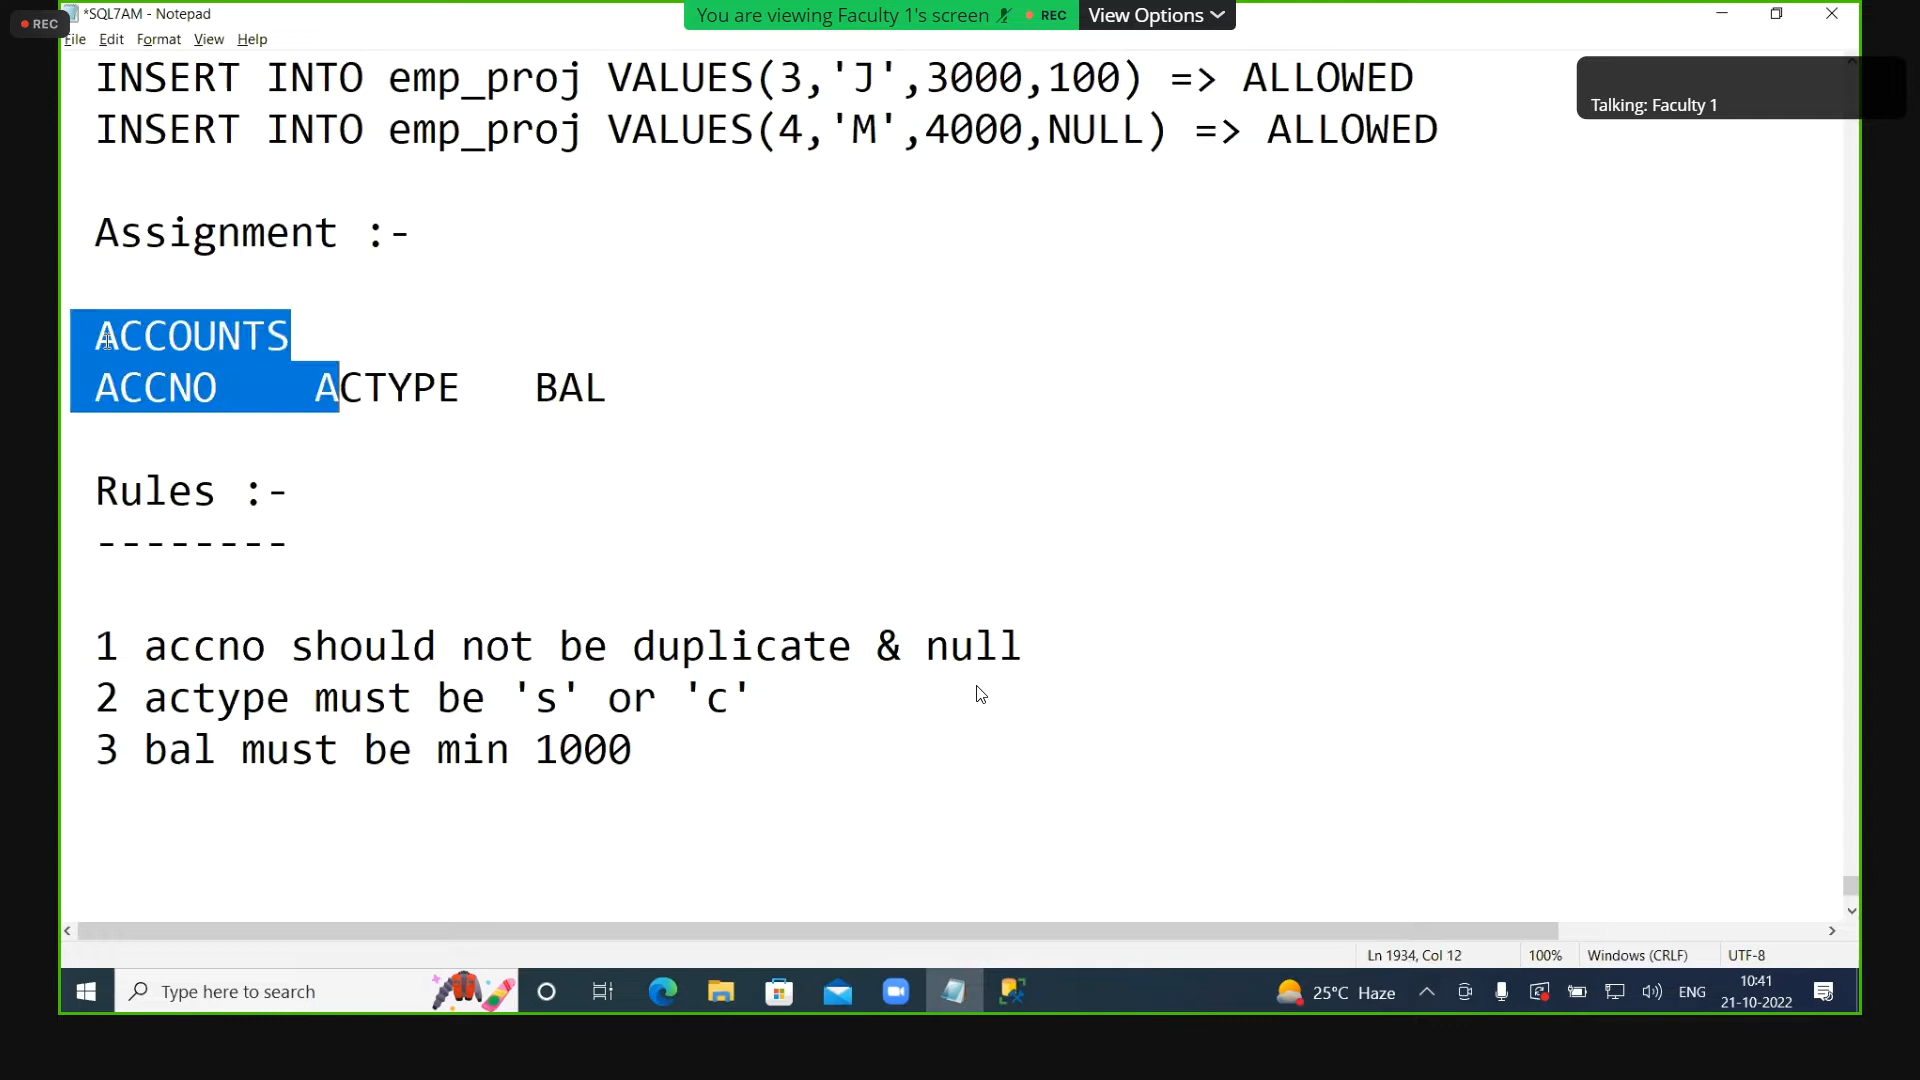 REC
*SQL7AM - Notepad
You are viewing Faculty 1's screen
REC
View Options
File Edit Format View Help
Talking: Faculty 1
INSERT INTO emp_proj VALUES(3,'J',3000,100) => ALLOWED
INSERT INTO emp_proj VALUES(4,'M',4000,NULL) => ALLOWED
Assignment :-
ACCOUNTS
ACCNO ACTYPE BAL
Rules :-
--------
1 accno should not be duplicate & null
2 actype must be 's' or 'c'
3 bal must be min 1000
Ln 1934, Col 12 100% Windows (CRLF) UTF-8
Type here to search
25°C Haze
ENG
10:41
21-10-2022